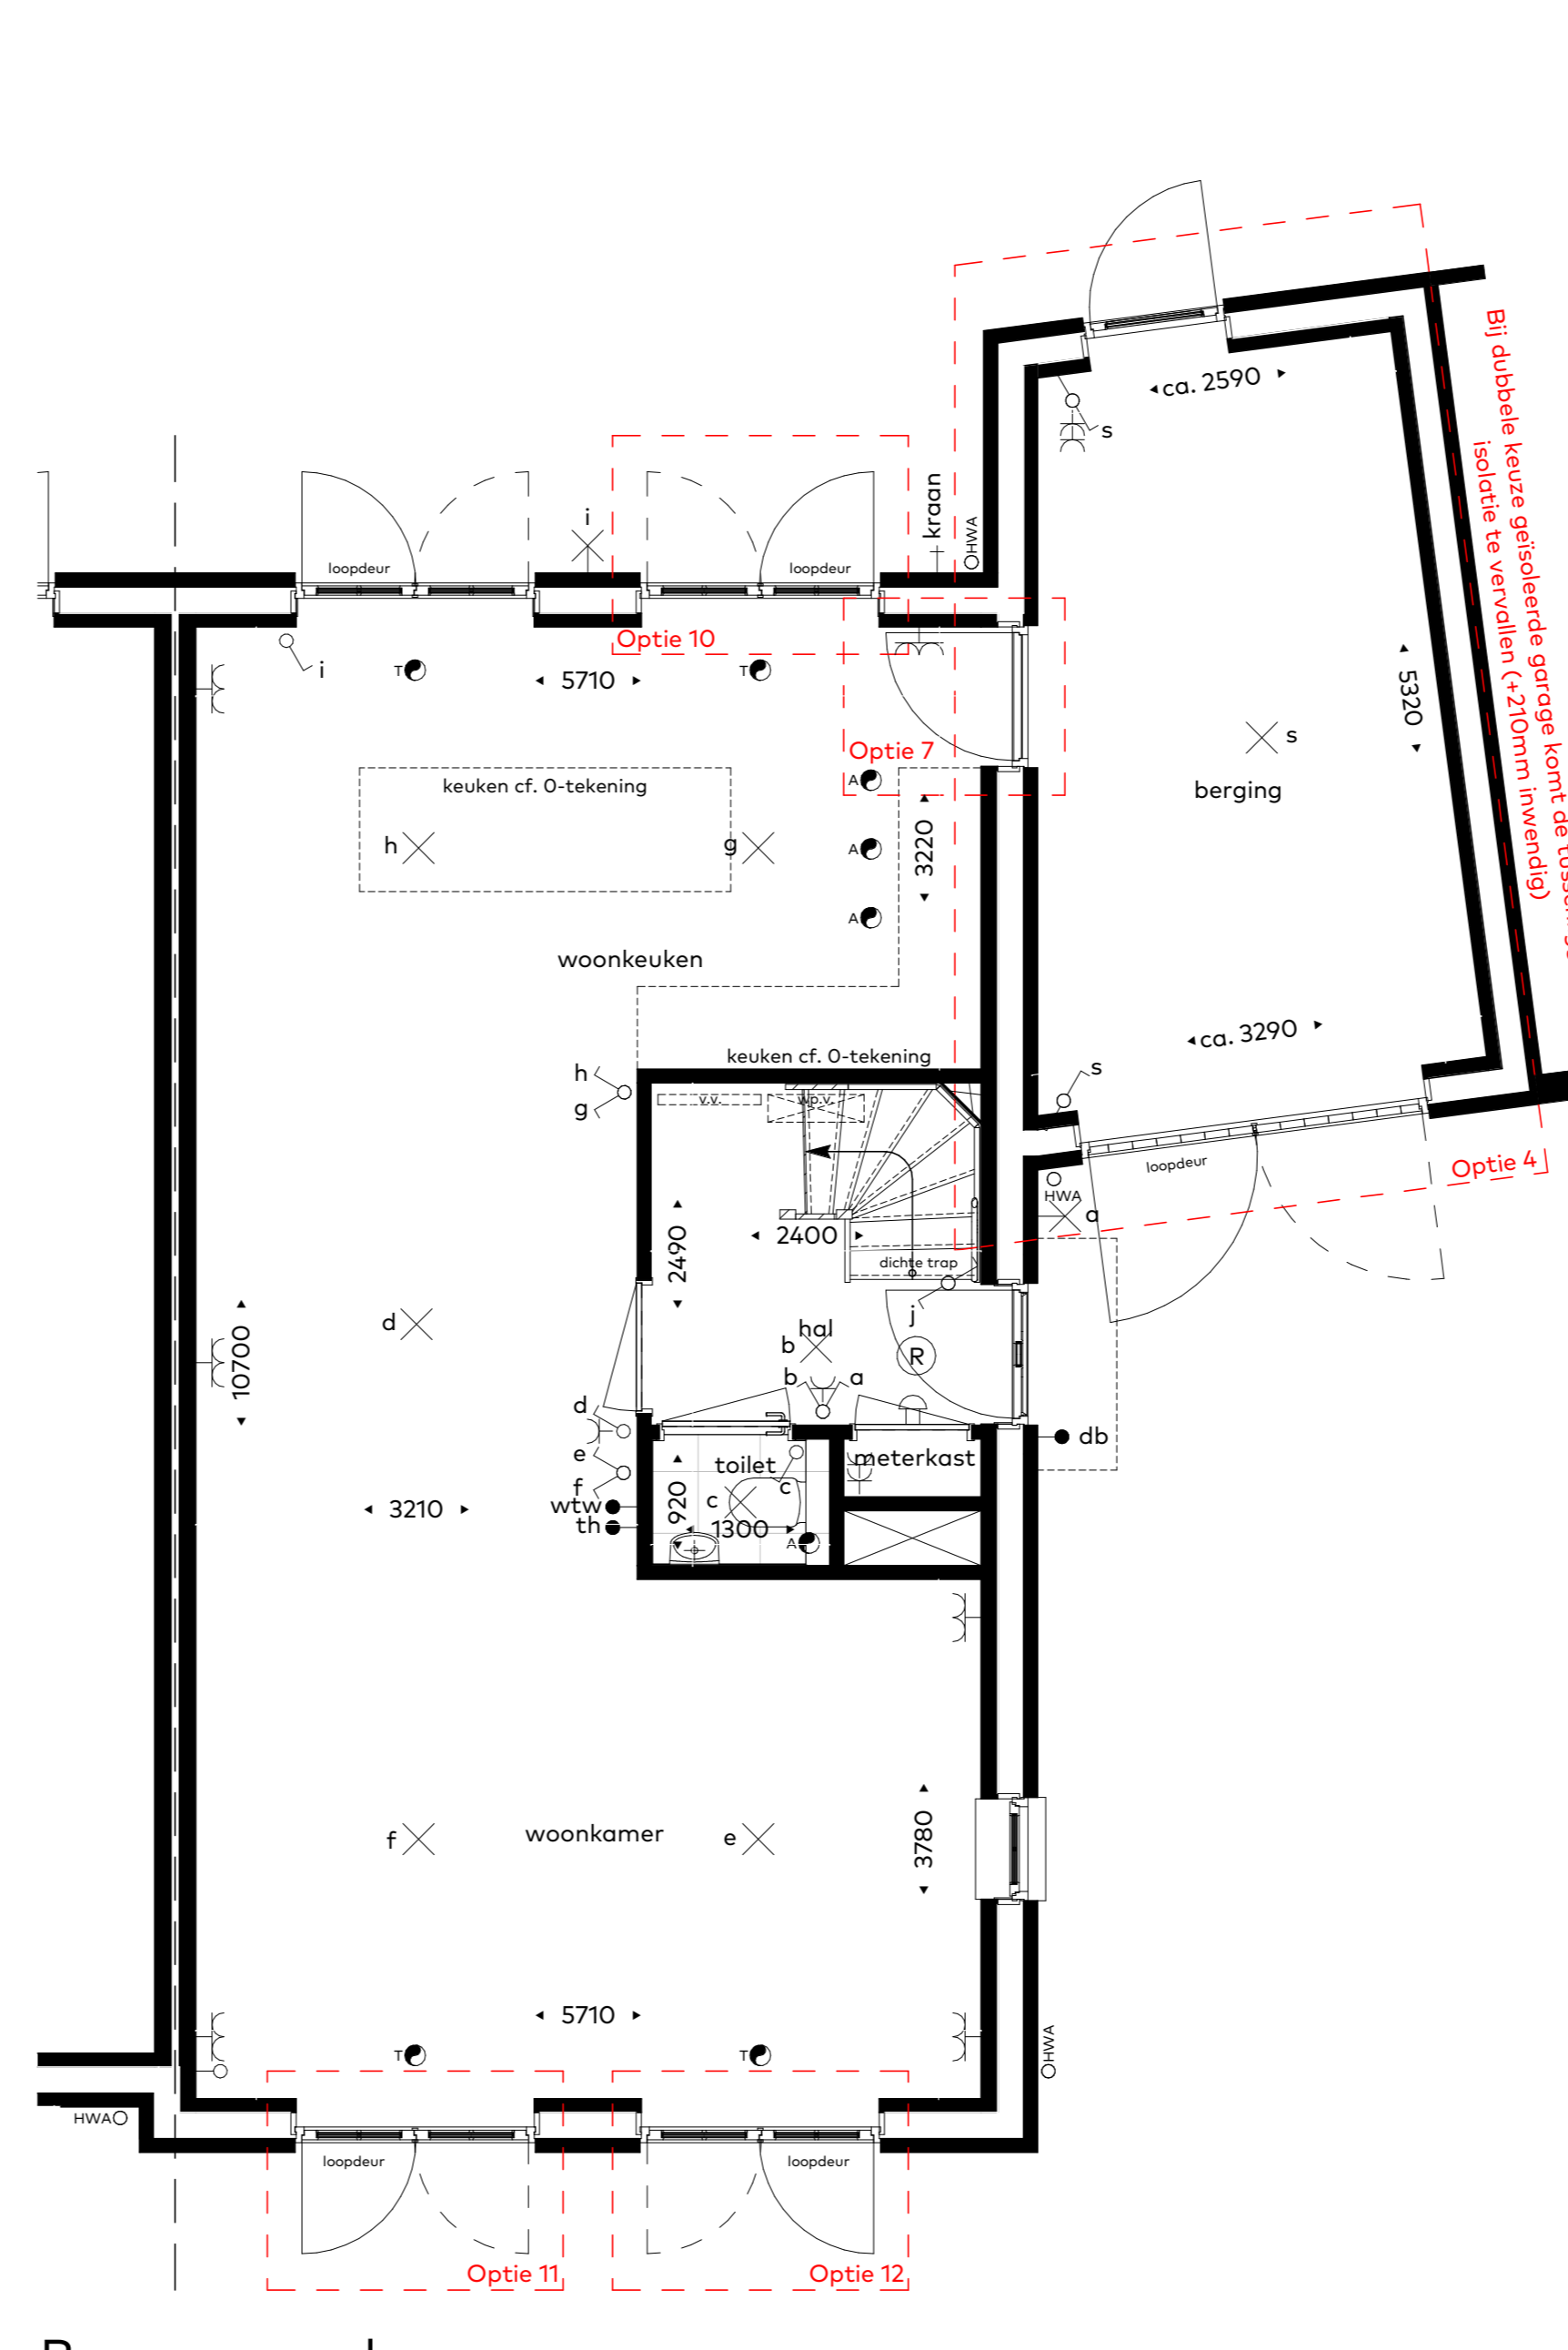 ca. 2590
Bij dubbele keuze geïsoleerde garage komt de
isolatie te vervallen (+210mm inwendig)
s
kraan
HWA
i
loopdeur
loopdeur
Optie 10
i
T
T
5710
5320
s
Optie 7
berging
keuken cf. 0-tekening
A
h
g
A
3220
A
woonkeuken
ca. 3290
keuken cf. 0-tekening
h
g
s
v.v.
wp.v.
loopdeur
Optie 4
HWA
a
2490
2400
dichte trap
j
d
10700
hal
b
R
b
a
d
db
e
toilet
meterkast
f
c
c
wtw
920
3210
th
1300
A
f
woonkamer
e
3780
5710
T
T
HWA
HWA
loopdeur
loopdeur
Optie 11
Optie 12